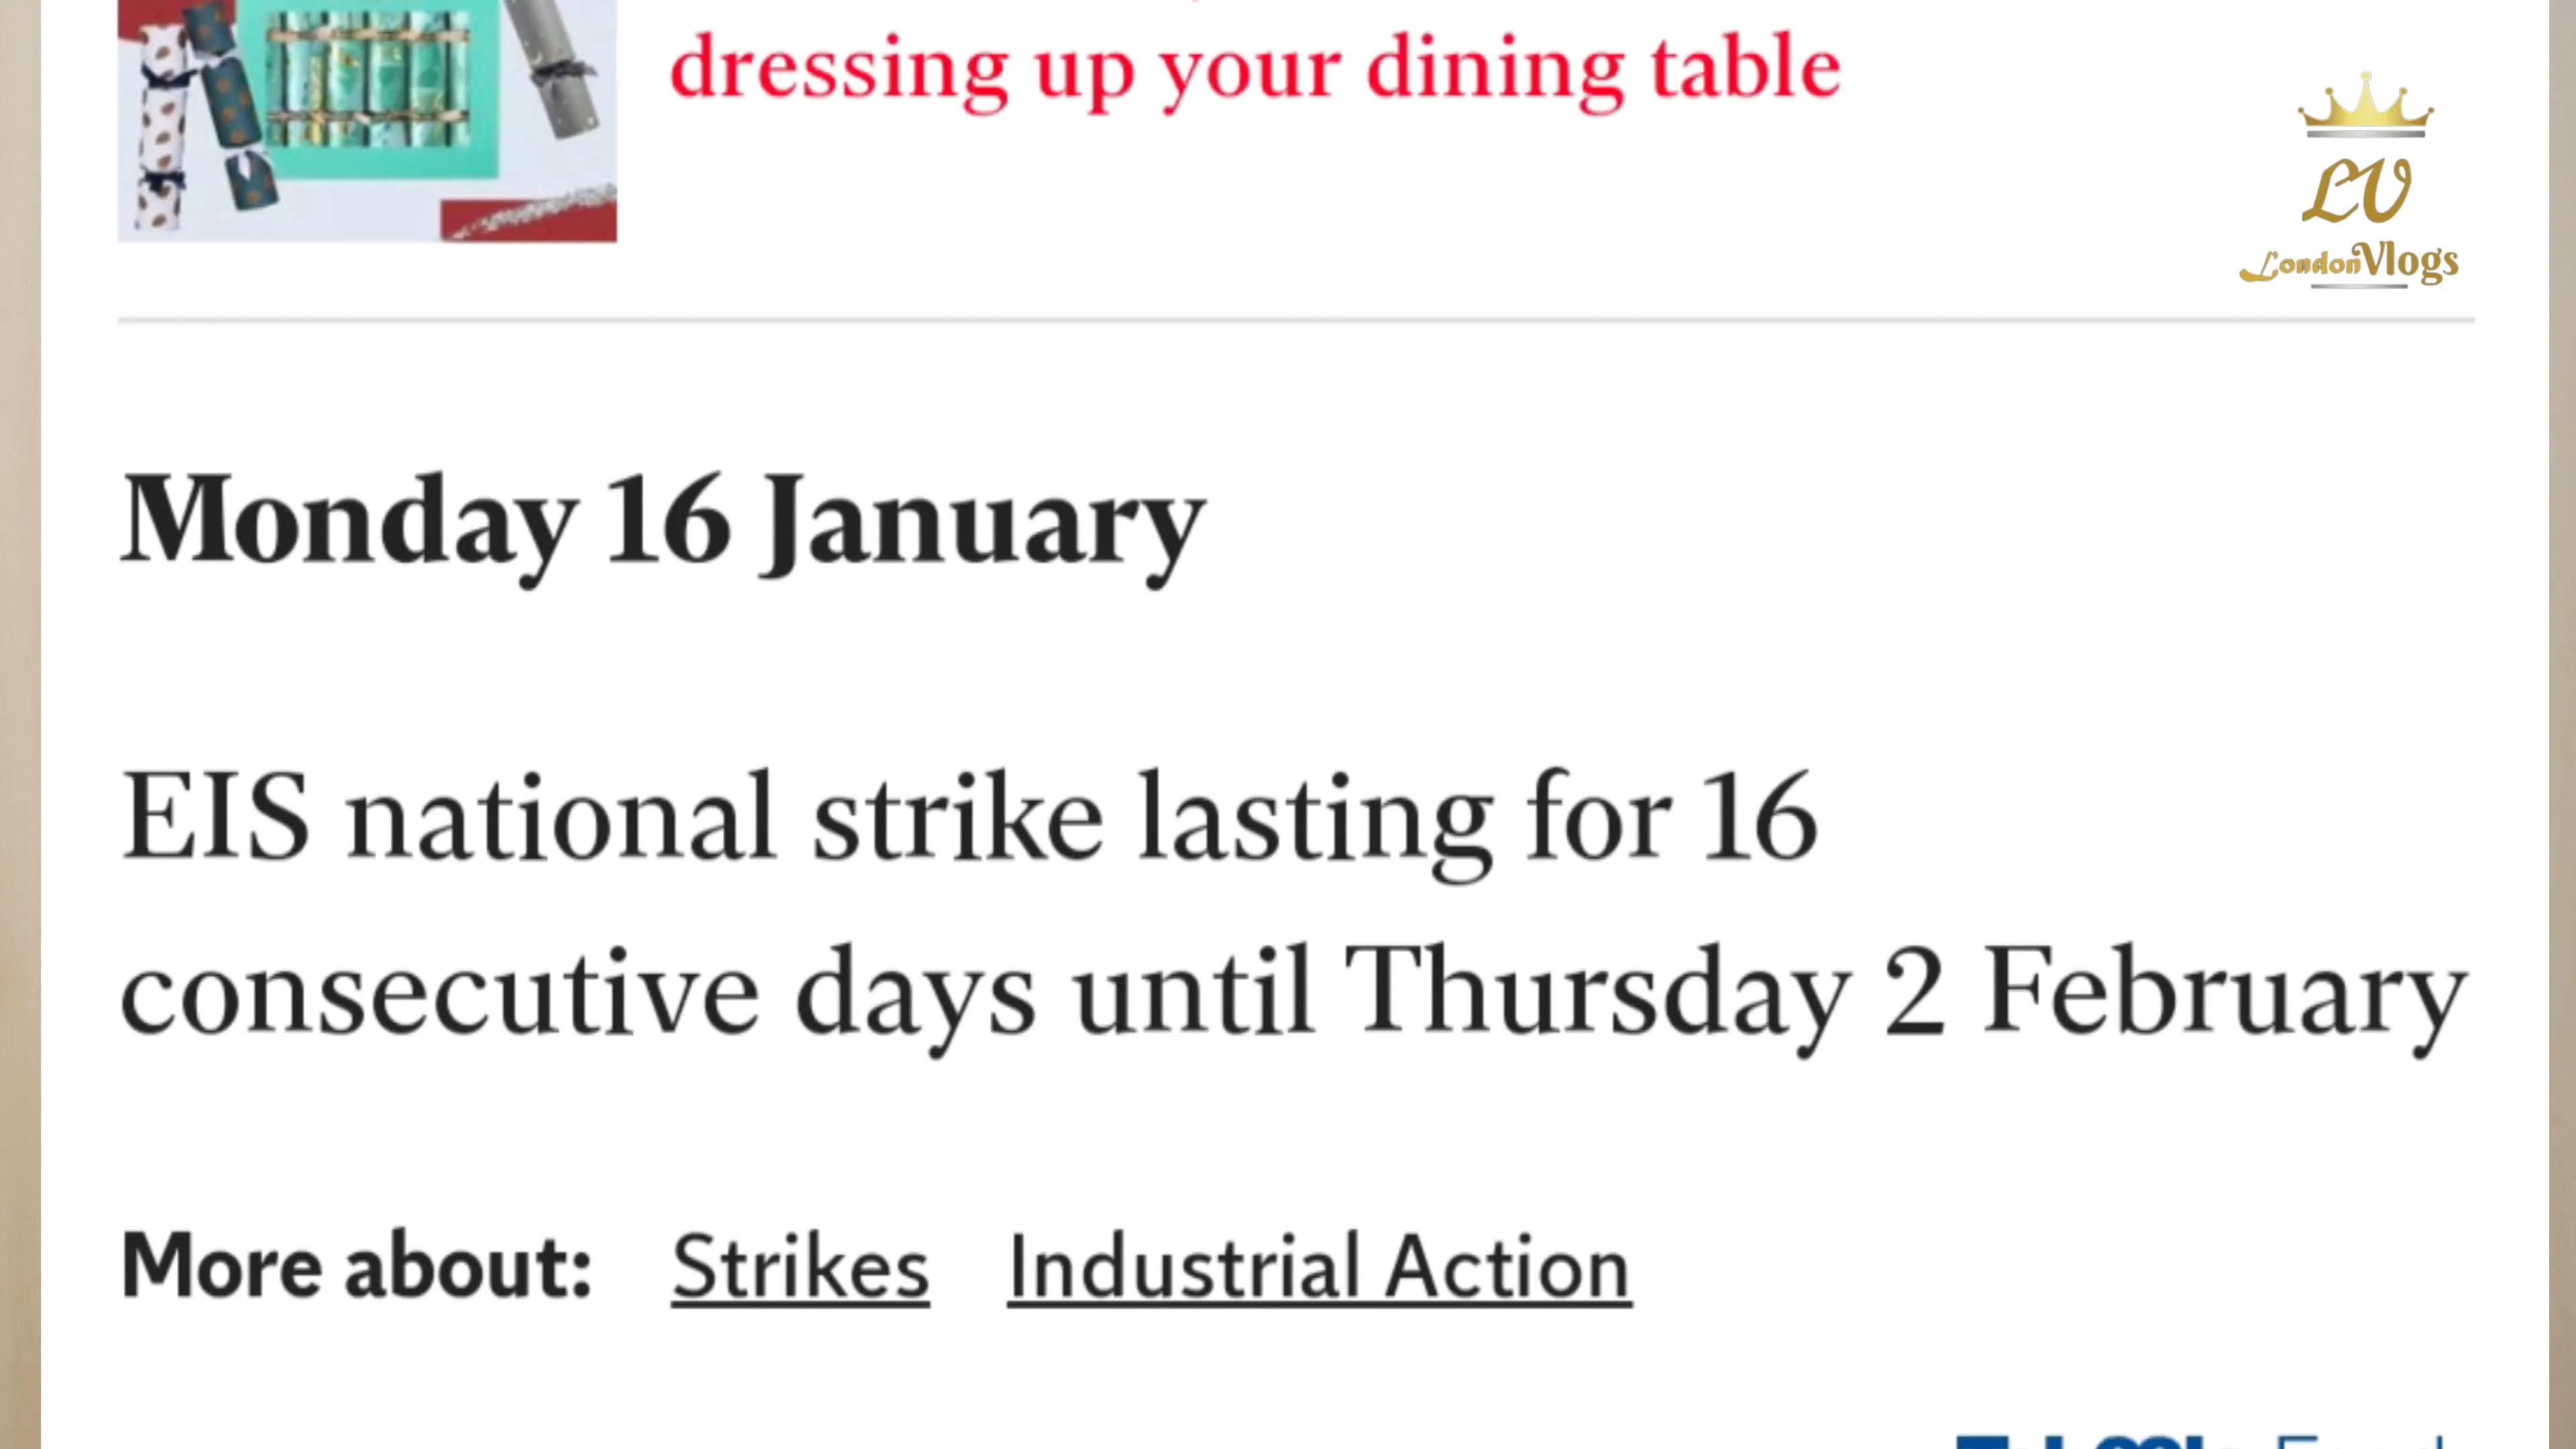 dressing up your dining table
LV
LondonVlogs
Monday 16 January
EIS national strike lasting for 16
consecutive days until Thursday 2 February
More about: Strikes Industrial Action